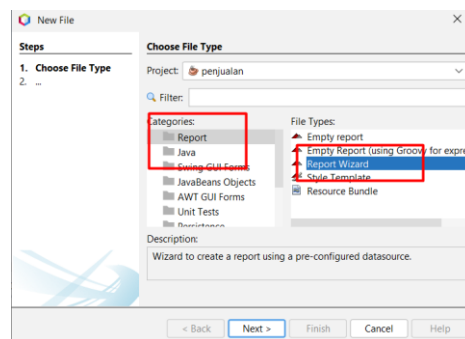 New File
Steps
1. Choose File Type
2. ...
Choose File Type
Project: penjualan
Filter:
Categories:
Report
Java
Swing GUI Forms
JavaBeans Objects
AWT GUI Forms
Unit Tests
Persistence
File Types:
Empty report
Empty Report (using Groovy for expre
Report Wizard
Style Template
Resource Bundle
Description:
Wizard to create a report using a pre-configured datasource.
< Back Next > Finish Cancel Help